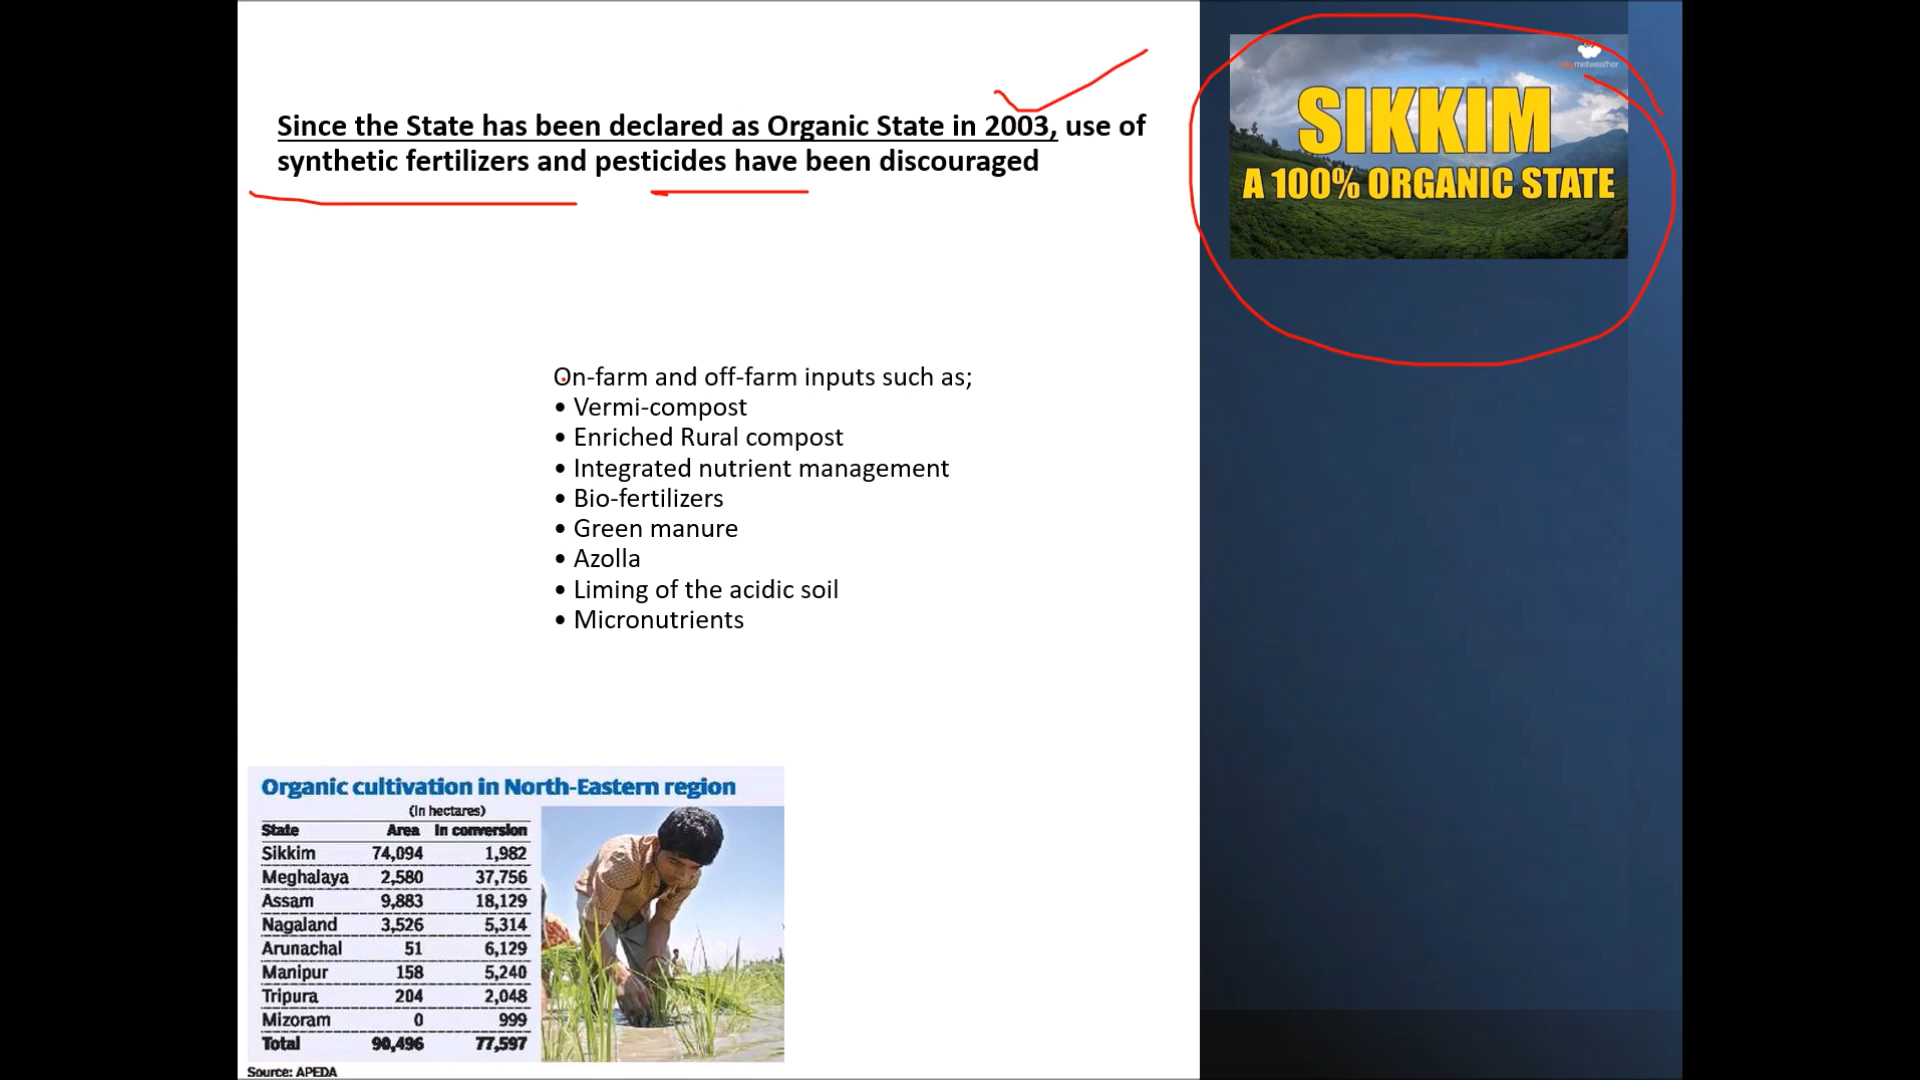 Since the State has been declared as Organic State in 2003, use of
synthetic fertilizers and pesticides have been discouraged
metweather
SIKKIM
A 100% ORGANIC STATE
On-farm and off-farm inputs such as;
• Vermi-compost
• Enriched Rural compost
• Integrated nutrient management
• Bio-fertilizers
• Green manure
• Azolla
• Liming of the acidic soil
• Micronutrients
Organic cultivation in North-Eastern region
(In hectares)
State Area In conversion
Sikkim 74,094 1,982
Meghalaya 2,580 37,756
Assam 9,883 18,129
Nagaland 3,526 5,314
Arunachal 51 6,129
Manipur 158 5,240
Tripura 204 2,048
Mizoram 0 999
Total 90,496 77,597
Source: APEDA